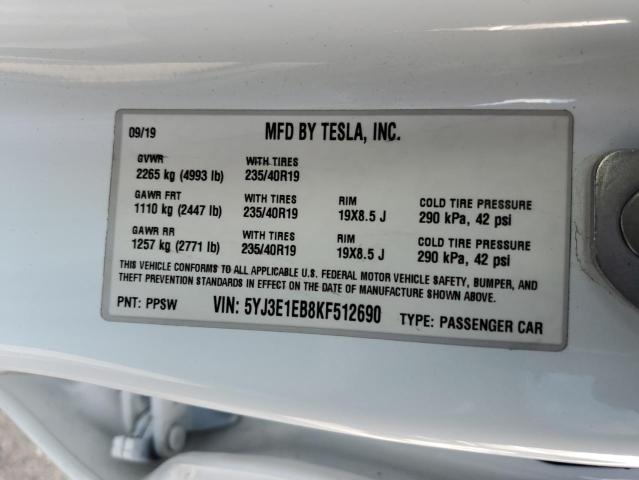 09/19 MFD BY TESLA, INC.
GVWR WITH TIRES
2265 kg (4993 lb) 235/40R19
GAWR FRT WITH TIRES RIM COLD TIRE PRESSURE
1110 kg (2447 lb) 235/40R19 19X8.5 J 290 kPa, 42 psi
GAWR RR WITH TIRES RIM COLD TIRE PRESSURE
1257 kg (2771 lb) 235/40R19 19X8.5 J 290 kPa, 42 psi
THIS VEHICLE CONFORMS TO ALL APPLICABLE U.S. FEDERAL MOTOR VEHICLE SAFETY, BUMPER, AND
THEFT PREVENTION STANDARDS IN EFFECT ON THE DATE OF MANUFACTURE SHOWN ABOVE.
PNT: PPSW VIN: 5YJ3E1EB8KF512690 TYPE: PASSENGER CAR